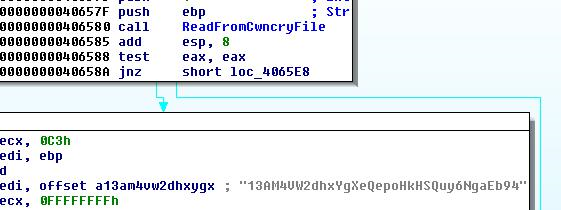 00000000040657F push    ebp             ; Str
000000000406580 call    ReadFromCwncryFile
000000000406585 add     esp, 8
000000000406588 test    eax, eax
00000000040658A jnz     short loc_4065E8
ecx, 0C3h
edi, ebp
d
edi, offset a13am4vw2dhxygx ; "13AM4VW2dhxYgXeQepoHkHSQuy6NgaEb94"
ecx, 0FFFFFFFFh